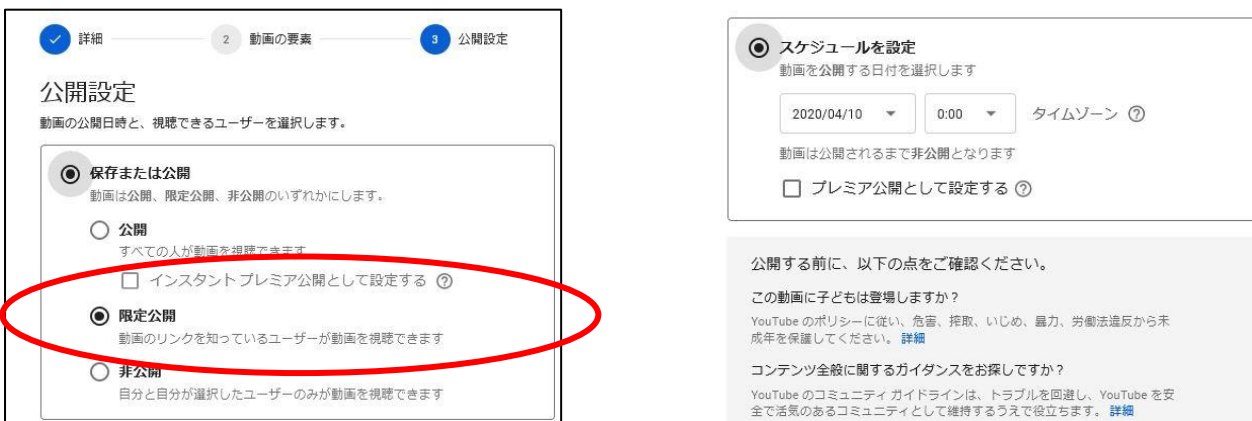 詳細
2 動画の要素
3 公開設定
公開設定
動画の公開日時と、視聴できるユーザーを選択します。
保存または公開
動画は公開、限定公開、非公開のいずれかにします。
公開
すべての人が動画を視聴できます
インスタント プレミア公開として設定する ?
限定公開
動画のリンクを知っているユーザーが動画を視聴できます
非公開
自分と自分が選択したユーザーのみが動画を視聴できます
スケジュールを設定
動画を公開する日付を選択します
2020/04/10 0:00 タイムゾーン ?
動画は公開されるまで非公開となります
プレミア公開として設定する ?
公開する前に、以下の点をご確認ください。
この動画に子どもは登場しますか？
YouTube のポリシーに従い、危害、搾取、いじめ、暴力、労働法違反から未
成年を保護してください。 詳細
コンテンツ全般に関するガイダンスをお探しですか？
YouTube のコミュニティ ガイドラインは、トラブルを回避し、YouTube を安
全で活気のあるコミュニティとして維持するうえで役立ちます。 詳細